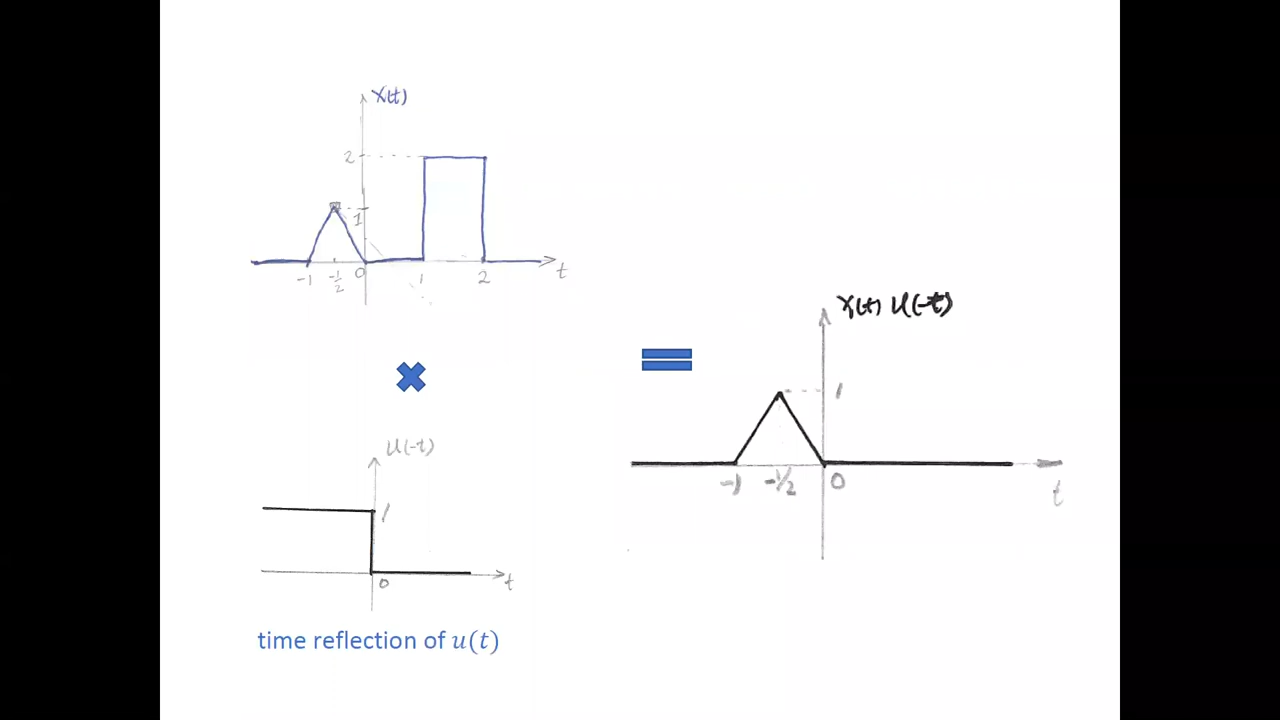 x(t)
2
1
-1 -1/2 0 1 2 t
x(t) u(-t)
1
-1 -1/2 0
t
u(-t)
1
0 t
time reflection of u(t)